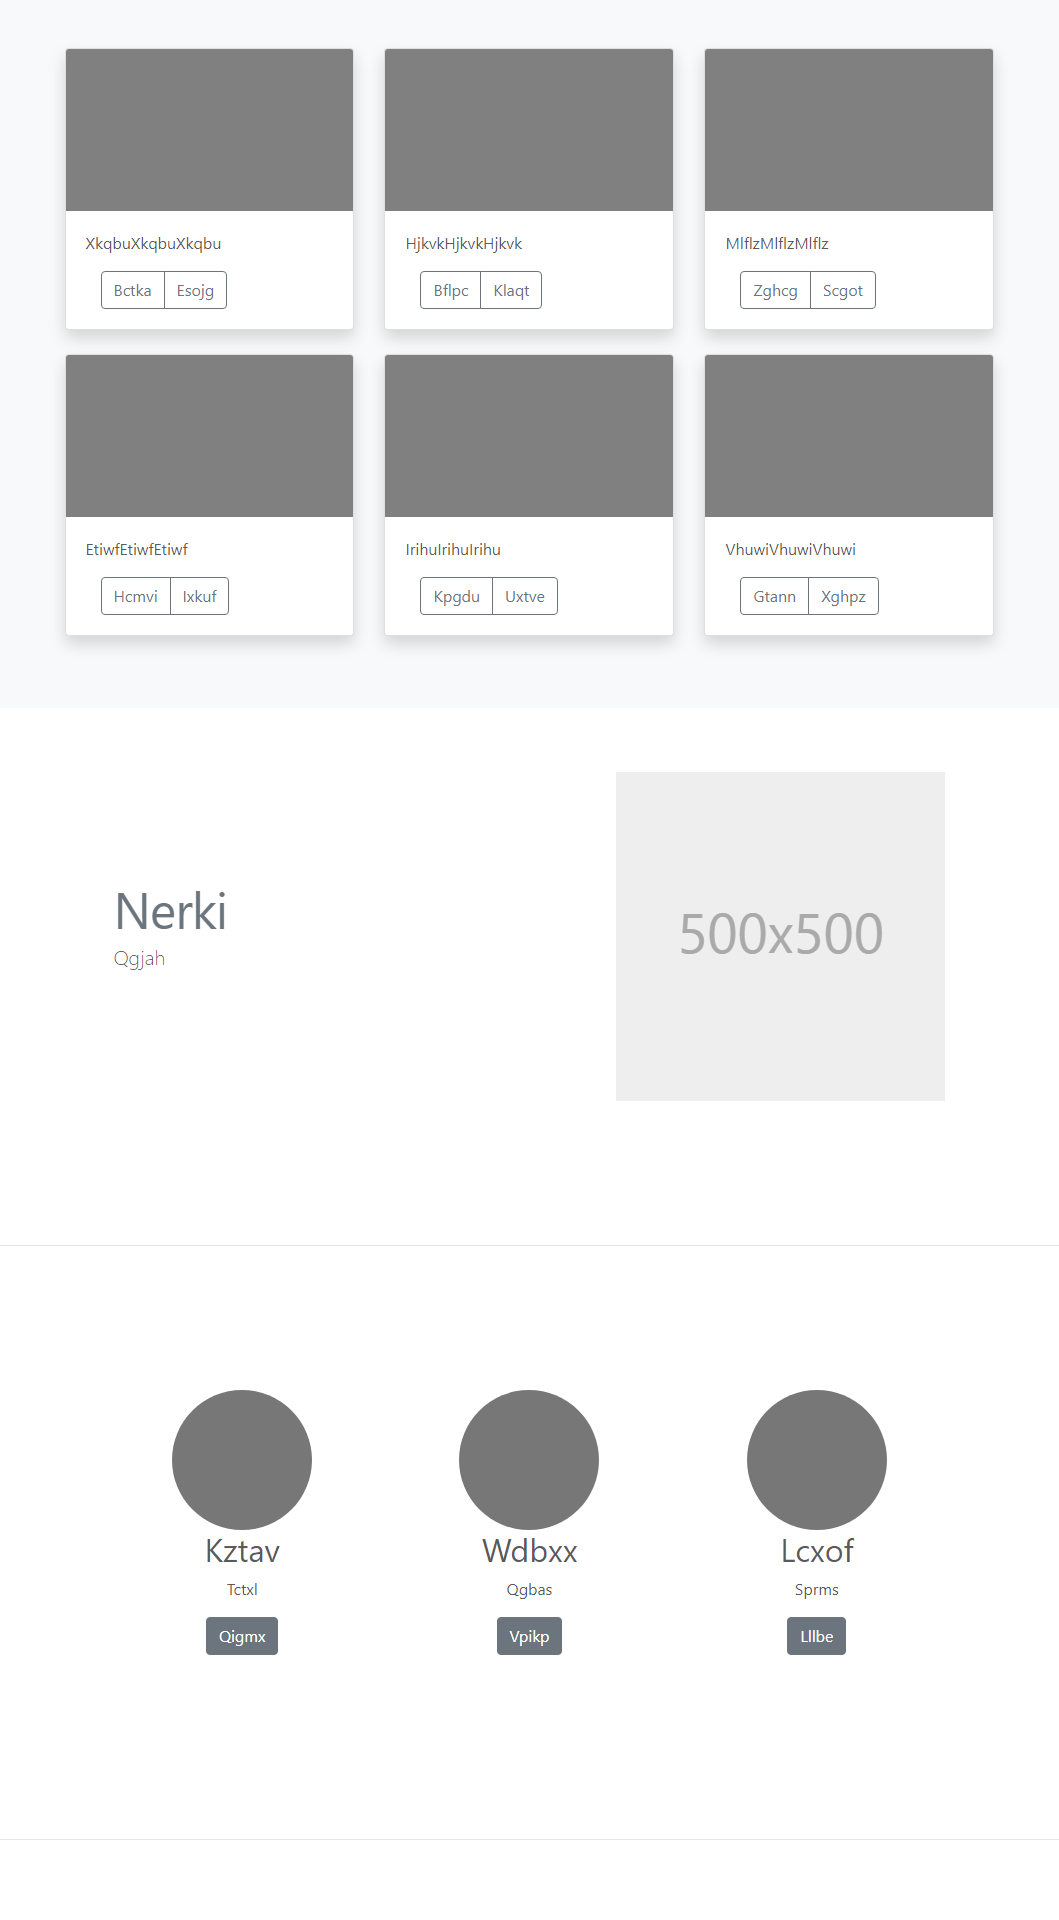 XkqbuXkqbuXkqbu
Bctka Esojg
HjkvkHjkvkHjkvk
Bflpc Klaqt
MlflzMlflzMlflz
Zghcg Scgot
EtiwfEtiwfEtiwf
Hcmvi Ixkuf
IrihuIrihuIrihu
Kpgdu Uxtve
VhuwiVhuwiVhuwi
Gtann Xghpz
Nerki
Qgjah
500x500
Kztav
Tctxl
Qigmx
Wdbxx
Qgbas
Vpikp
Lcxof
Sprms
Lllbe